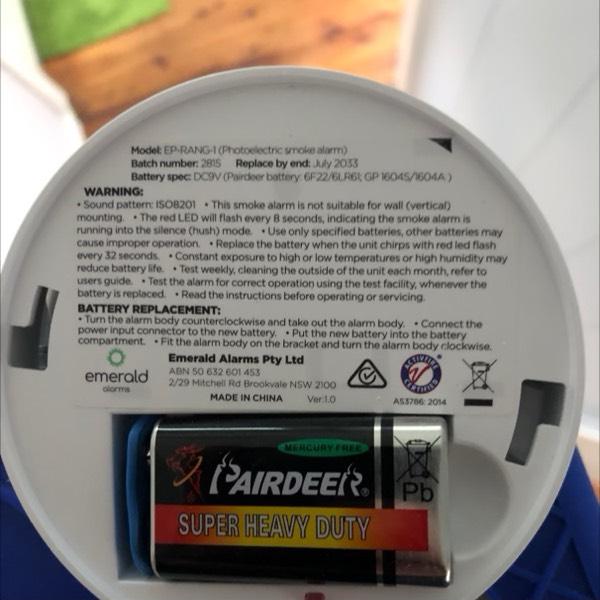 Model: EP-RANG-1 (Photoelectric smoke alarm)
Batch number: 2815 Replace by end: July 2033
Battery spec: DC9V (Pairdeer battery: 6F22/6LR61; GP 1604S/1604A )
WARNING:
• Sound pattern: ISO8201 • This smoke alarm is not suitable for wall (vertical)
mounting. • The red LED will flash every 8 seconds, indicating the smoke alarm is
running into the silence (hush) mode. • Use only specified batteries, other batteries may
cause improper operation. • Replace the battery when the unit chirps with red led flash
every 32 seconds. • Constant exposure to high or low temperatures or high humidity may
reduce battery life. • Test weekly, cleaning the outside of the unit each month, refer to
users guide. • Test the alarm for correct operation using the test facility, whenever the
battery is replaced. • Read the instructions before operating or servicing.
BATTERY REPLACEMENT:
• Turn the alarm body counterclockwise and take out the alarm body. • Connect the
power input connector to the new battery. • Put the new battery into the battery
compartment. • Fit the alarm body on the bracket and turn the alarm body clockwise.
emerald
alarms
Emerald Alarms Pty Ltd
ABN 50 632 601 453
2/29 Mitchell Rd Brookvale NSW 2100
MADE IN CHINA Ver:1.0
ACTIVFIRE
CERTIFIED
AS3786: 2014
MERCURY-FREE
PAIRDEER®
SUPER HEAVY DUTY
Pb